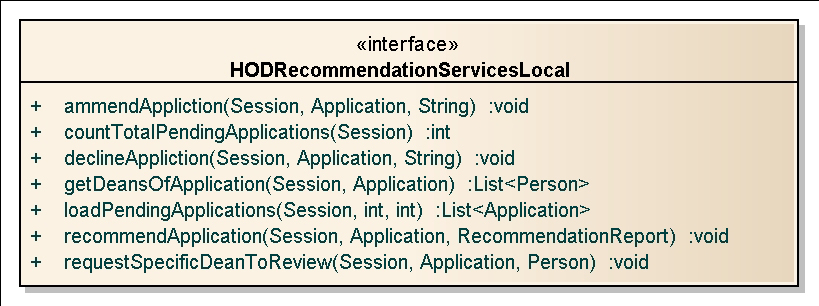 «interface»
HODRecommendationServicesLocal
+ ammendAppliction(Session, Application, String) :void
+ countTotalPendingApplications(Session) :int
+ declineAppliction(Session, Application, String) :void
+ getDeansOfApplication(Session, Application) :List<Person>
+ loadPendingApplications(Session, int, int) :List<Application>
+ recommendApplication(Session, Application, RecommendationReport) :void
+ requestSpecificDeanToReview(Session, Application, Person) :void